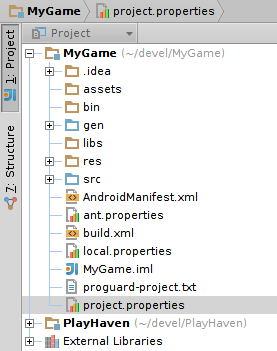 MyGame project.properties
1: Project
7: Structure
Project
MyGame (~/devel/MyGame)
.idea
assets
bin
gen
libs
res
src
AndroidManifest.xml
ant.properties
build.xml
local.properties
MyGame.iml
proguard-project.txt
project.properties
PlayHaven (~/devel/PlayHaven)
External Libraries